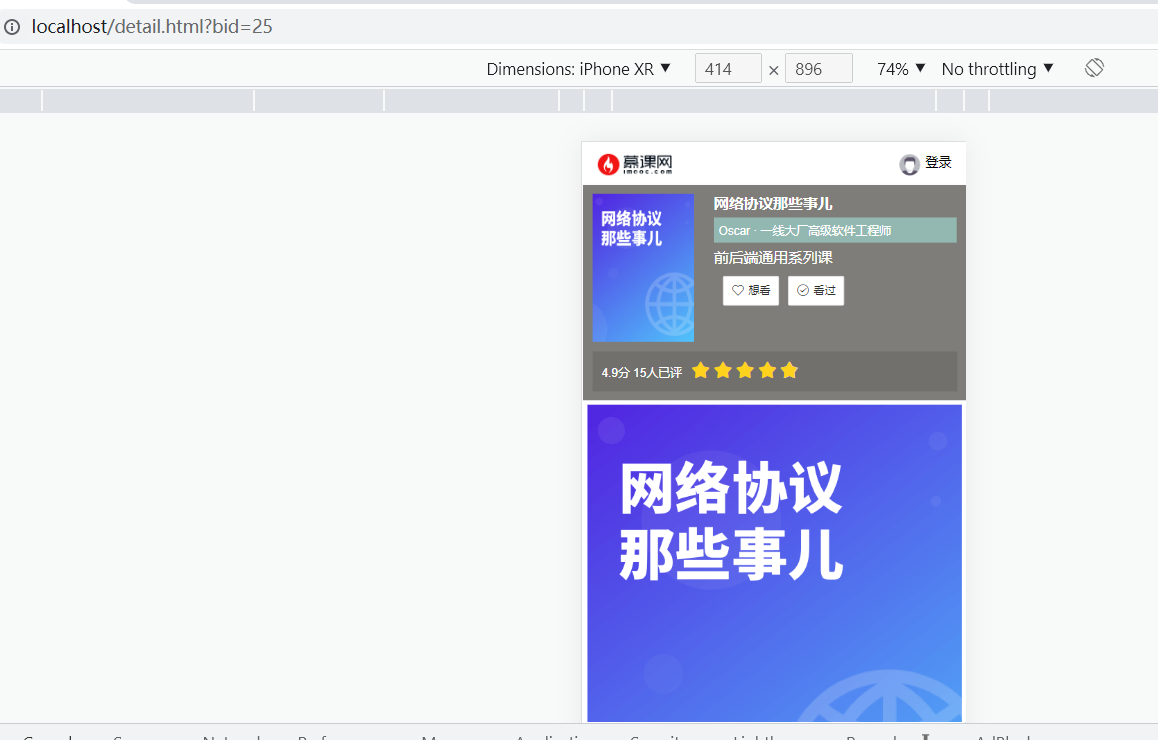 localhost/detail.html?bid=25
Dimensions: iPhone XR ▼ 414 × 896 74% ▼ No throttling ▼
慕课网 登录
imooc.com
网络协议
那些事儿
网络协议那些事儿
Oscar · 一线大厂高级软件工程师
前后端通用系列课
想看 看过
4.9分 15人已评
网络协议
那些事儿